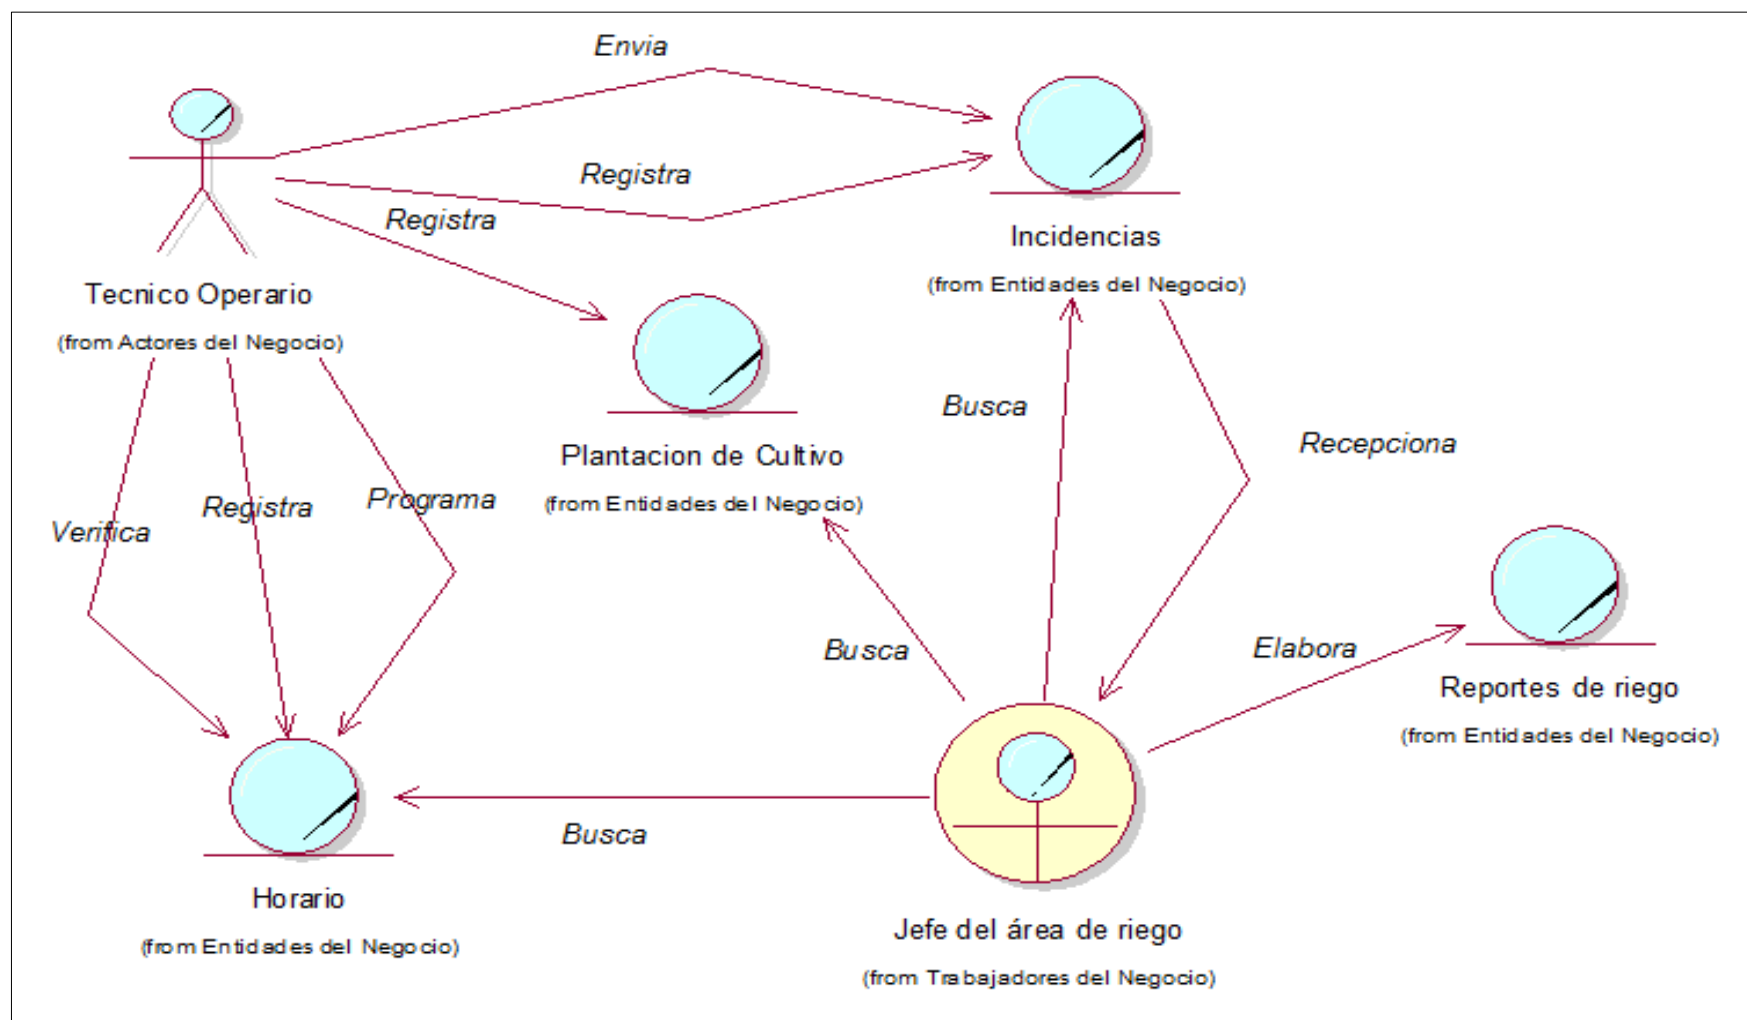 Envia
Registra
Registra
Incidencias
(from Entidades del Negocio)
Tecnico Operario
(from Actores del Negocio)
Busca
Recepciona
Plantacion de Cultivo
(from Entidades del Negocio)
Verifica
Registra
Programa
Busca
Elabora
Reportes de riego
(from Entidades del Negocio)
Busca
Horario
(from Entidades del Negocio)
Jefe del área de riego
(from Trabajadores del Negocio)